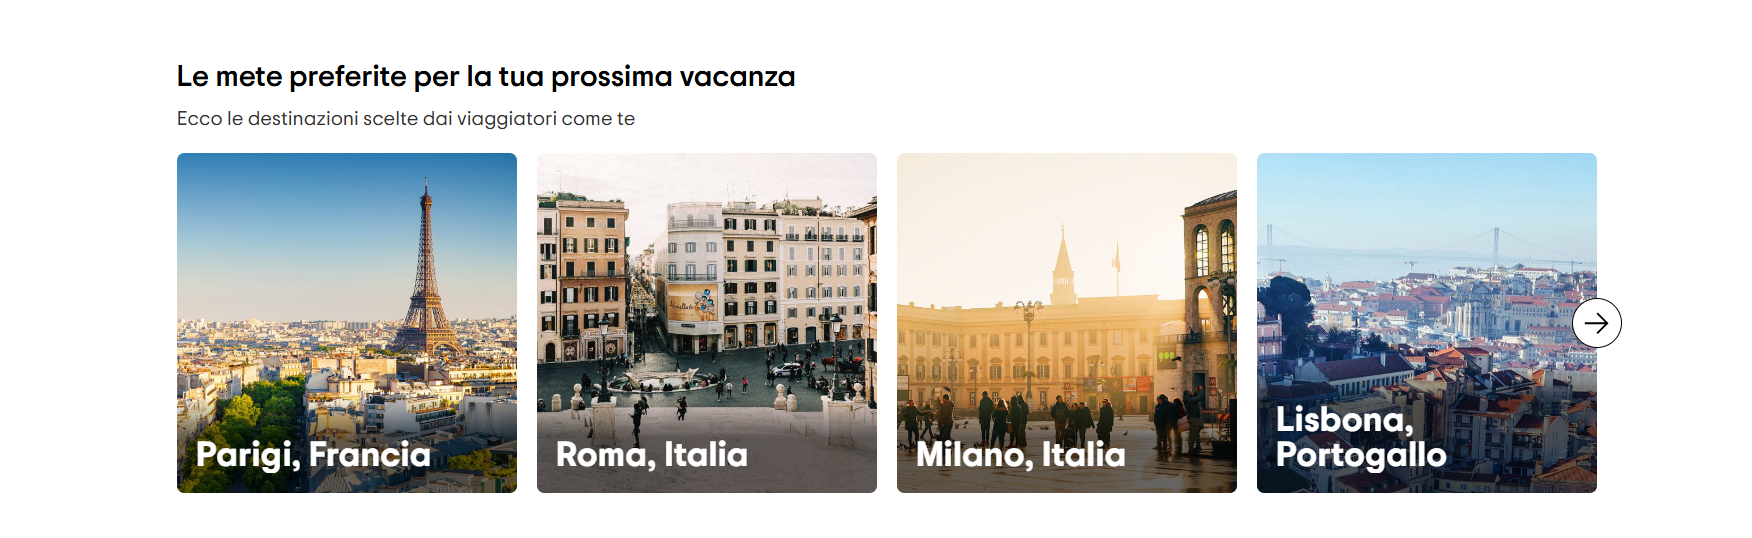 Le mete preferite per la tua prossima vacanza
Ecco le destinazioni scelte dai viaggiatori come te
Parigi, Francia
Roma, Italia
Milano, Italia
Lisbona,
Portogallo